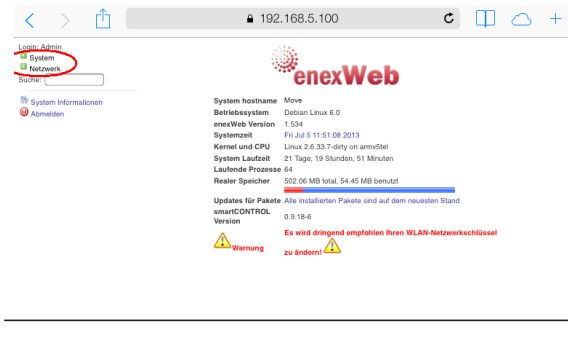 192.168.5.100
Login: Admin
System
Netzwerk
Suche:
System Informationen
Abmelden
enexWeb
System hostname Move
Betriebssystem Debian Linux 6.0
enexWeb Version 1.534
Systemzeit Fri Jul 5 11:51:08 2013
Kernel und CPU Linux 2.6.33.7-dirty on armv5tel
System Laufzeit 21 Tage, 19 Stunden, 51 Minuten
Laufende Prozesse 64
Realer Speicher 502.06 MB total, 54.45 MB benutzt
Updates für Pakete Alle installierten Pakete sind auf dem neuesten Stand
smartCONTROL
Version 0.9.18-6
Es wird dringend empfohlen Ihren WLAN-Netzwerkschlüssel
Warnung zu ändern!